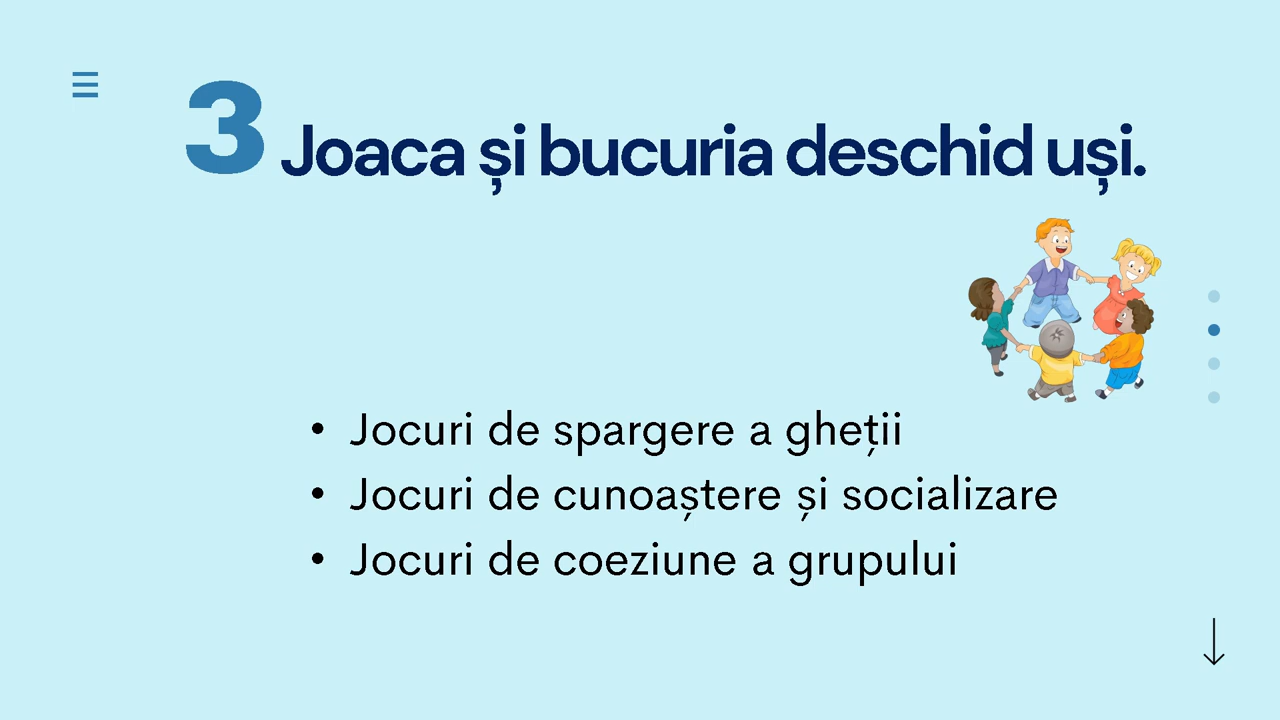 3 Joaca și bucuria deschid uși.
• Jocuri de spargere a gheții
• Jocuri de cunoaștere și socializare
• Jocuri de coeziune a grupului